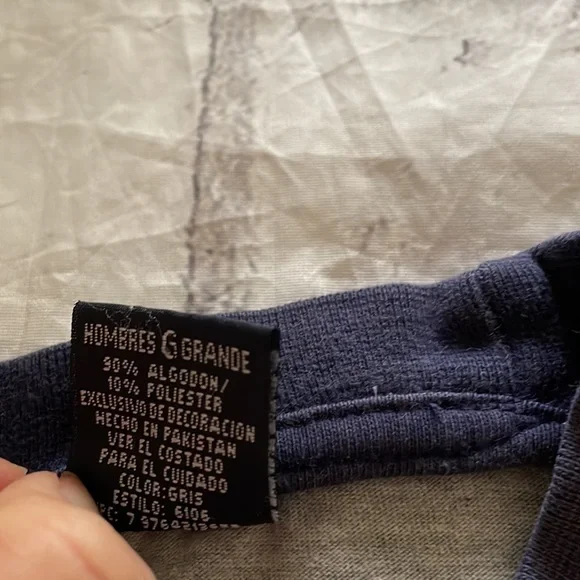 HOMBRES G GRANDE
90% ALGODON/
10% POLIESTER
EXCLUSIVO DE DECORACION
HECHO EN PAKISTAN
VER EL COSTADO
PARA EL CUIDADO
COLOR:GRIS
ESTILO: 6106